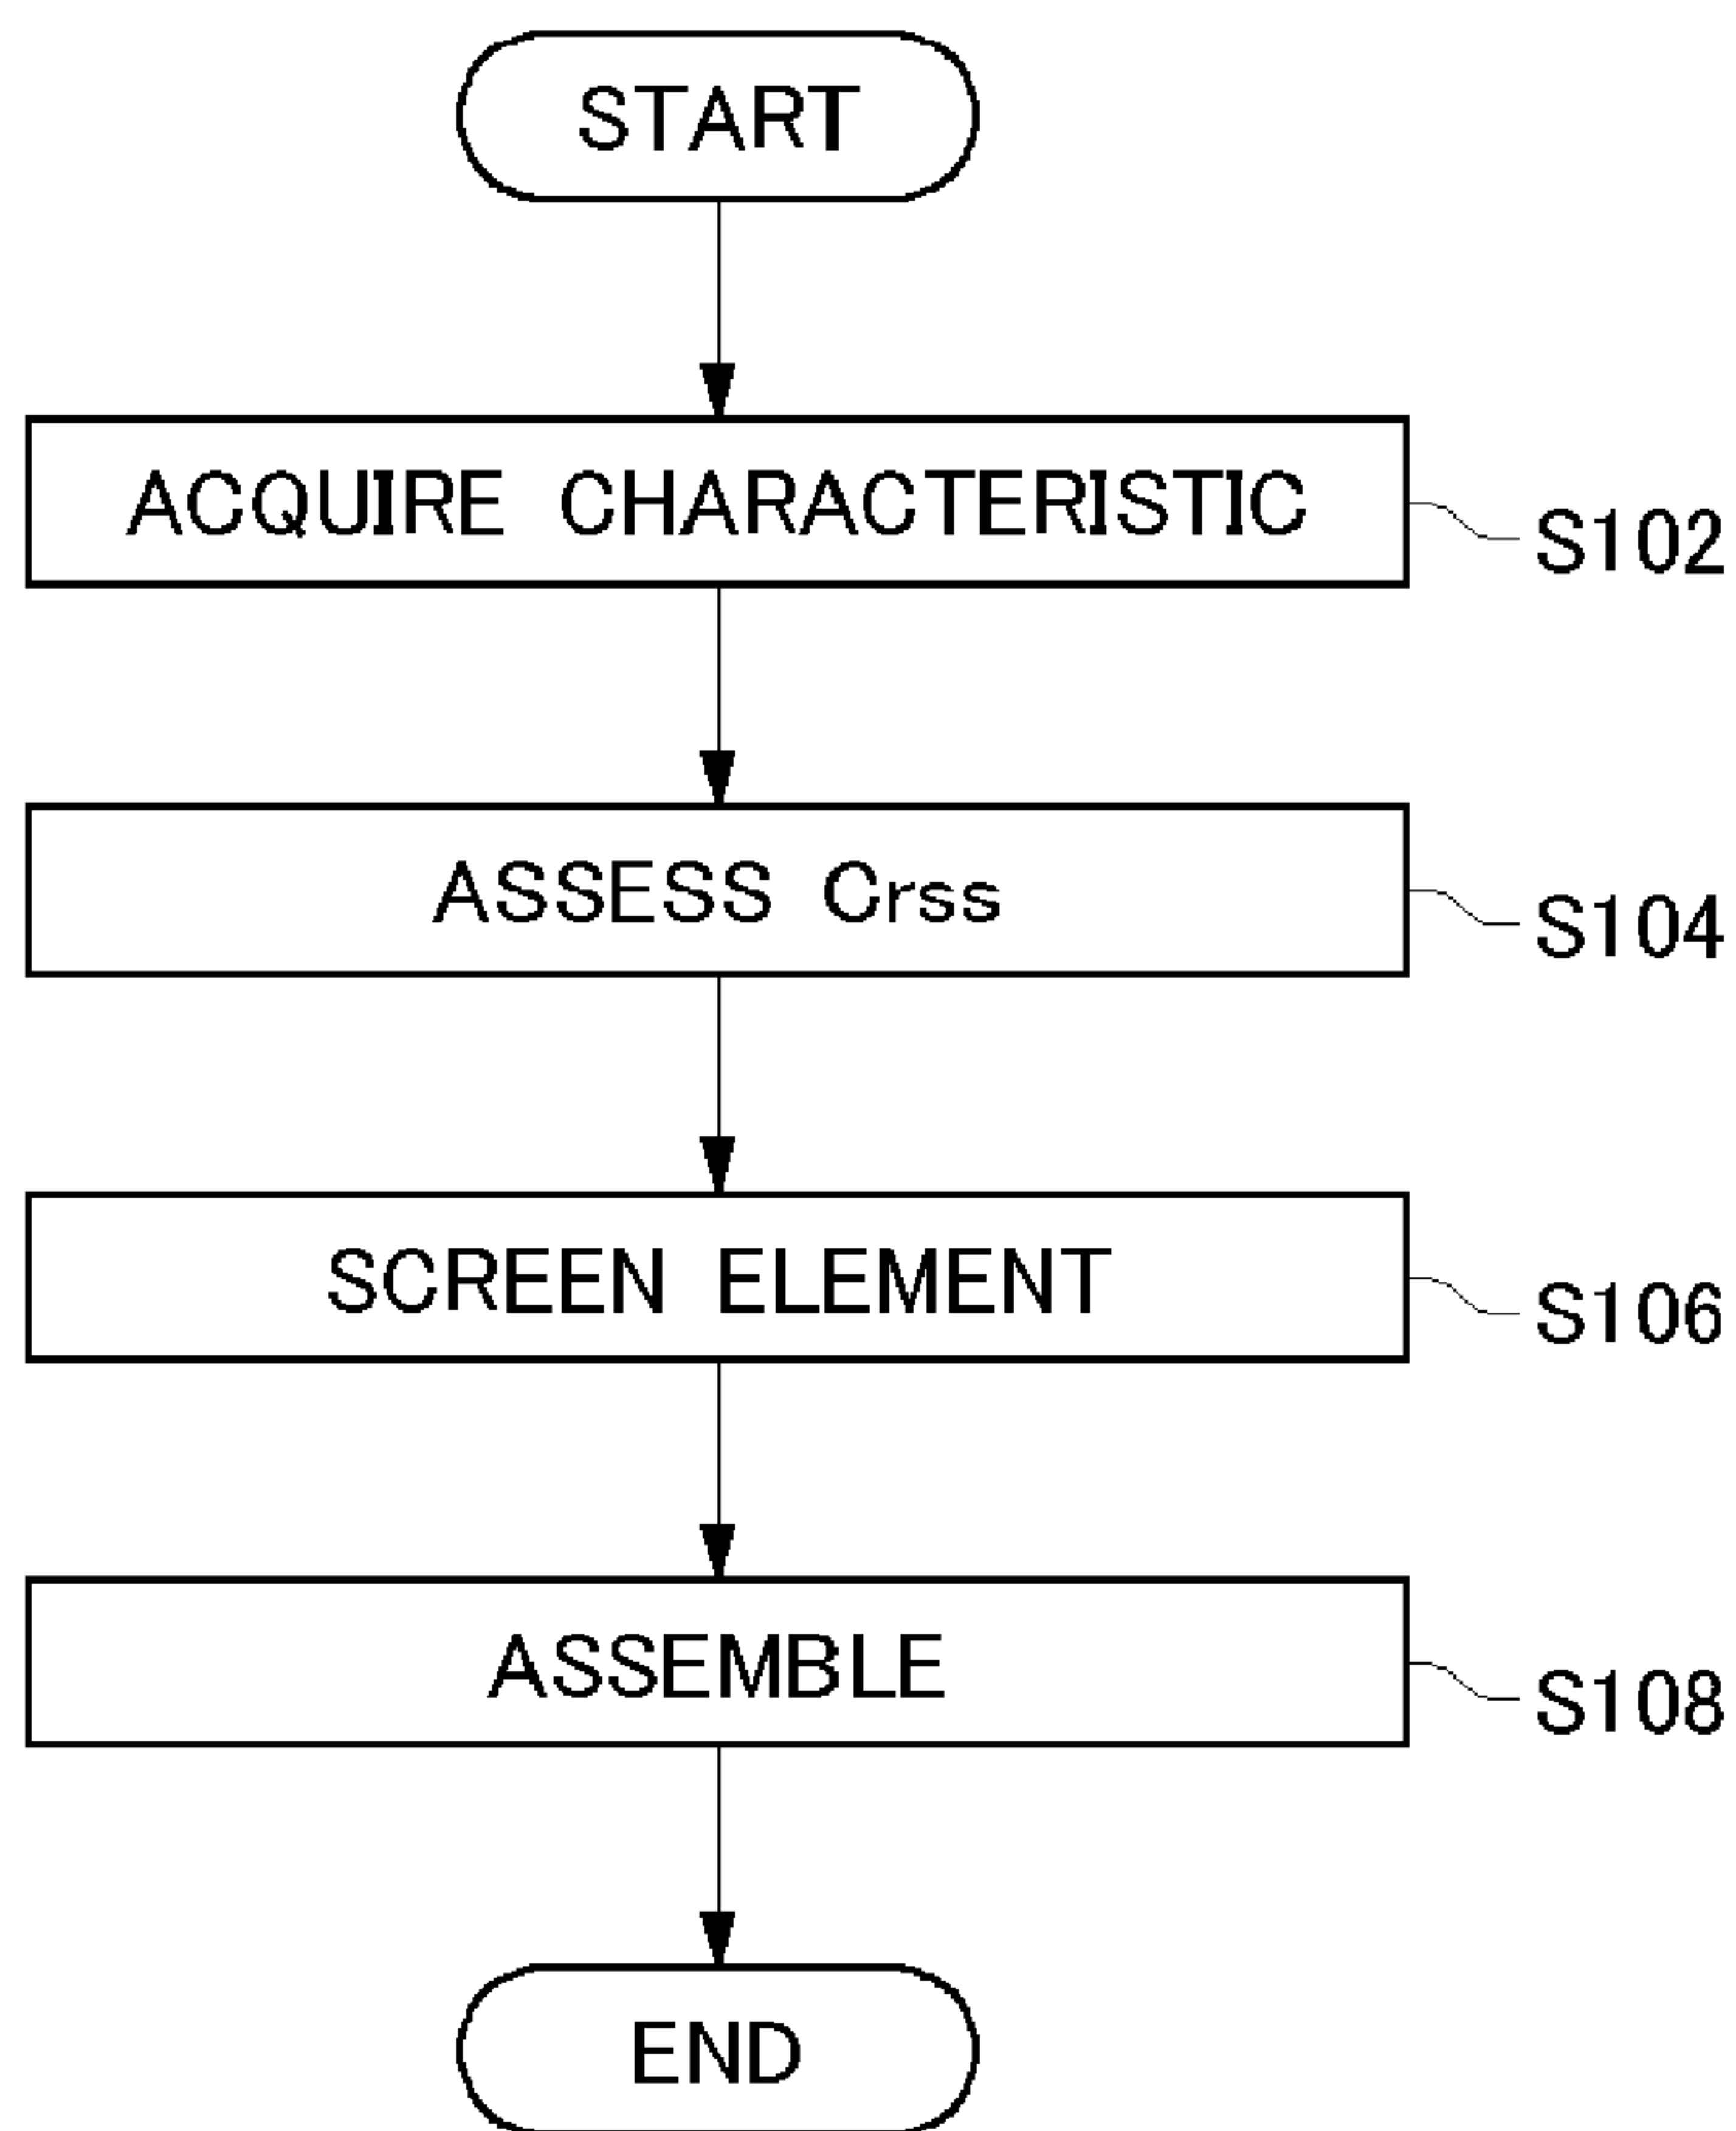 START
ACQUIRE CHARACTERISTIC
S102
ASSESS Crss
S104
SCREEN ELEMENT
S106
ASSEMBLE
S108
END